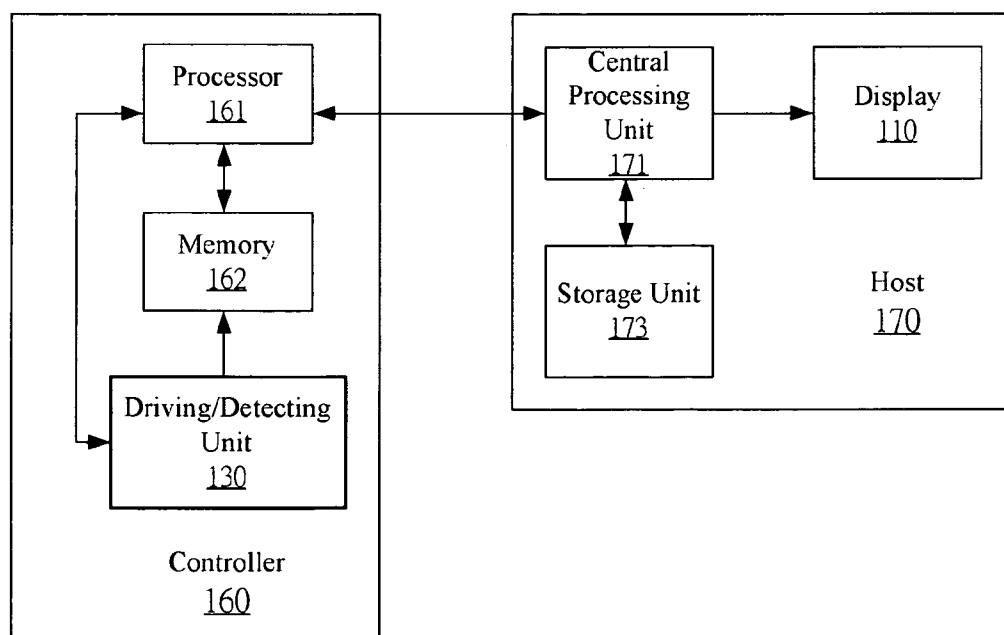 Processor
161
Memory
162
Driving/Detecting
Unit
130
Controller
160
Central
Processing
Unit
171
Display
110
Storage Unit
173
Host
170